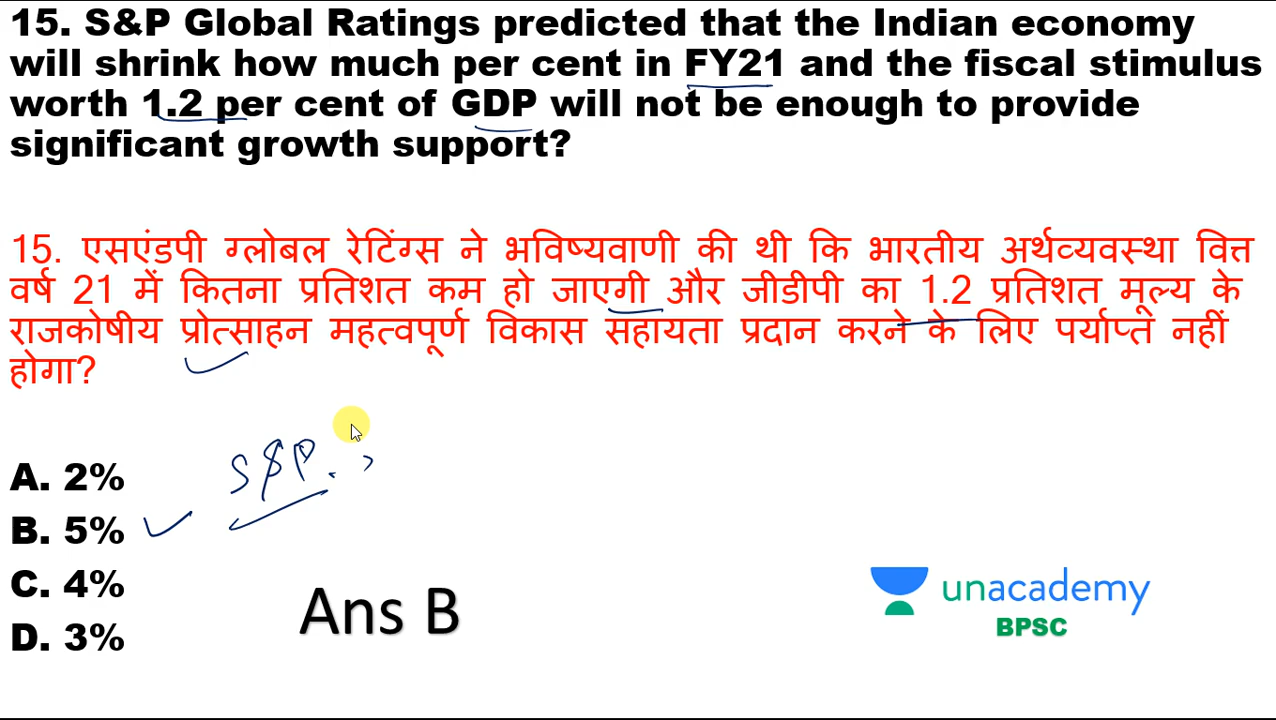 15. S&P Global Ratings predicted that the Indian economy
will shrink how much per cent in FY21 and the fiscal stimulus
worth 1.2 per cent of GDP will not be enough to provide
significant growth support?
15. एसएंडपी ग्लोबल रेटिंग्स ने भविष्यवाणी की थी कि भारतीय अर्थव्यवस्था वित्त
वर्ष 21 में कितना प्रतिशत कम हो जाएगी और जीडीपी का 1.2 प्रतिशत मूल्य के
राजकोषीय प्रोत्साहन महत्वपूर्ण विकास सहायता प्रदान करने के लिए पर्याप्त नहीं
होगा?
A. 2%
S&P.
B. 5%
C. 4%
D. 3%
Ans B
unacademy
BPSC